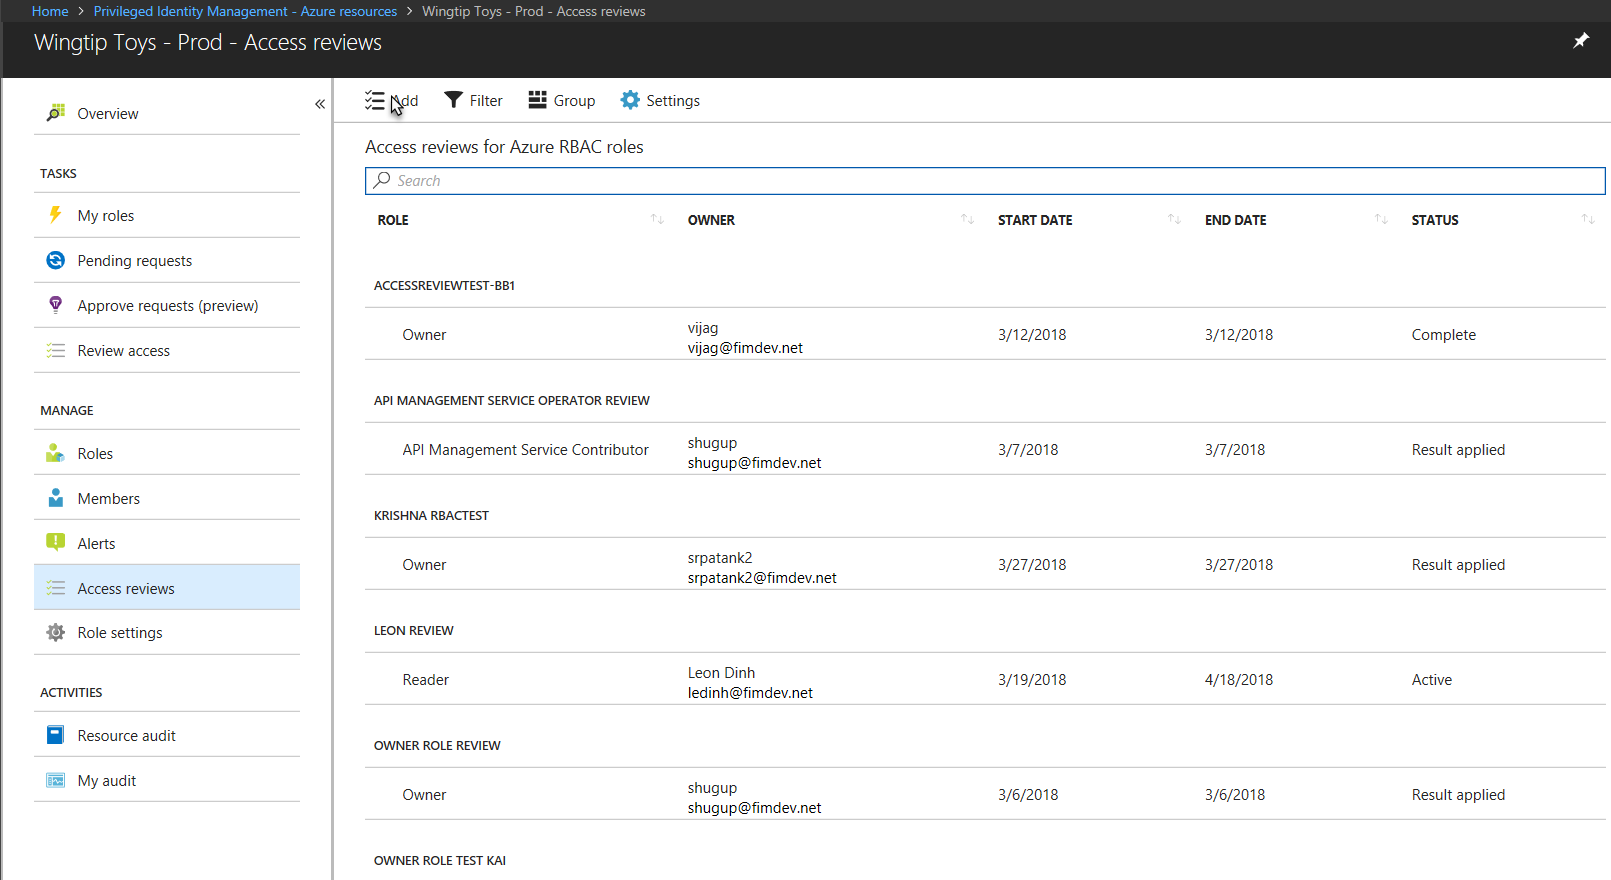 Home > Privileged Identity Management - Azure resources > Wingtip Toys - Prod - Access reviews
Wingtip Toys - Prod - Access reviews
«
Overview
TASKS
My roles
Pending requests
Approve requests (preview)
Review access
MANAGE
Roles
Members
Alerts
Access reviews
Role settings
ACTIVITIES
Resource audit
My audit
Add Filter Group Settings
Access reviews for Azure RBAC roles
Search
ROLE OWNER START DATE END DATE STATUS
ACCESSREVIEWTEST-BB1
Owner vijag 3/12/2018 3/12/2018 Complete
vijag@fimdev.net
API MANAGEMENT SERVICE OPERATOR REVIEW
API Management Service Contributor shugup 3/7/2018 3/7/2018 Result applied
shugup@fimdev.net
KRISHNA RBACTEST
Owner srpatank2 3/27/2018 3/27/2018 Result applied
srpatank2@fimdev.net
LEON REVIEW
Reader Leon Dinh 3/19/2018 4/18/2018 Active
ledinh@fimdev.net
OWNER ROLE REVIEW
Owner shugup 3/6/2018 3/6/2018 Result applied
shugup@fimdev.net
OWNER ROLE TEST KAI